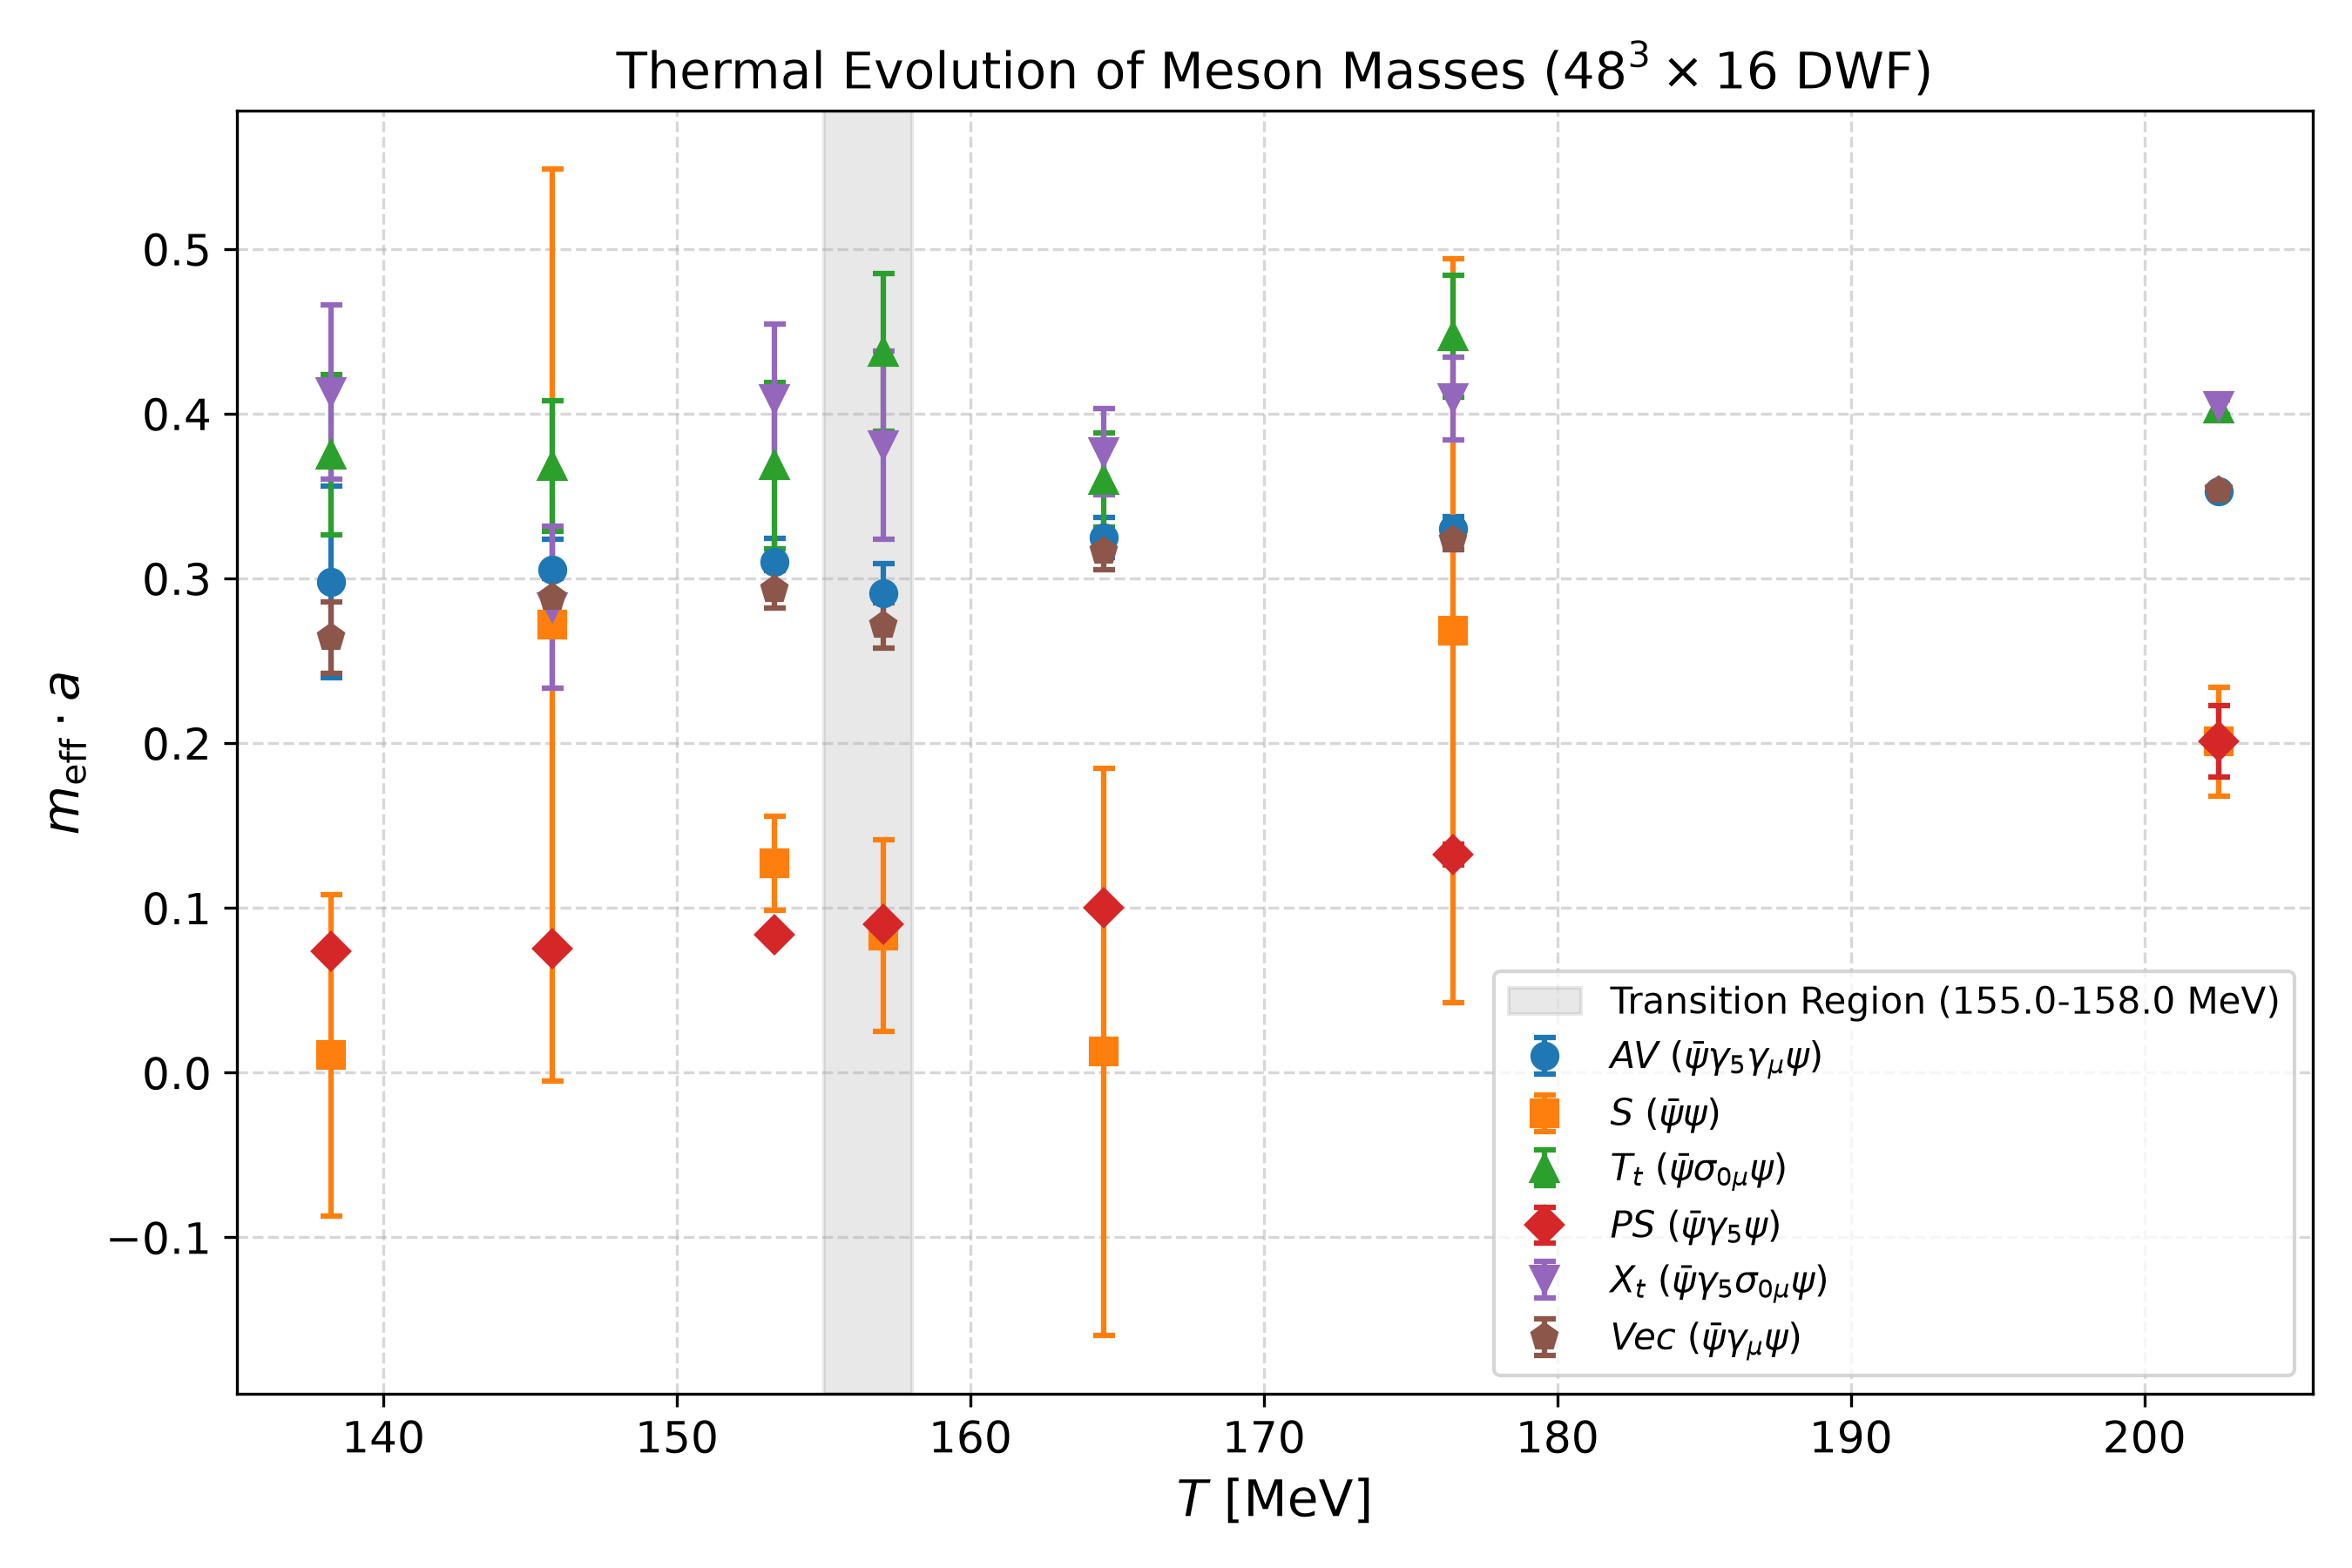 Thermal Evolution of Meson Masses (48³ × 16 DWF)
0.5
0.4
0.3
0.2
0.1
0.0
−0.1
m_eff · a
140 150 160 170 180 190 200
T [MeV]
Transition Region (155.0-158.0 MeV)
AV (ψ̄γ₅γ_μψ)
S (ψ̄ψ)
T_t (ψ̄σ_0μψ)
PS (ψ̄γ₅ψ)
X_t (ψ̄γ₅σ_0μψ)
Vec (ψ̄γ_μψ)